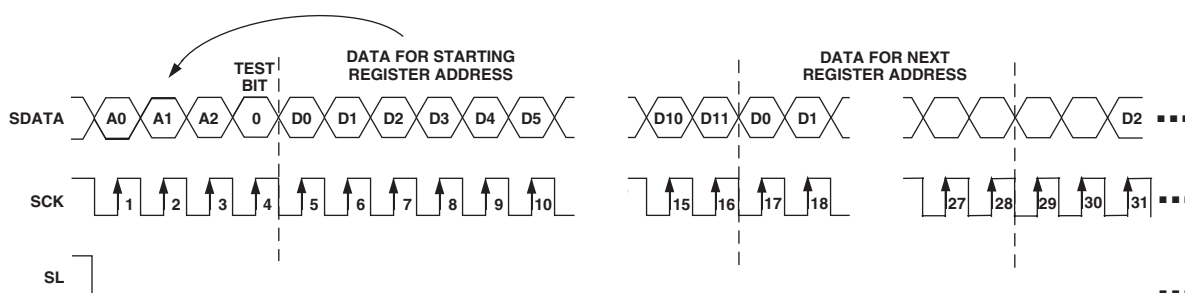 DATA FOR STARTING
REGISTER ADDRESS
DATA FOR NEXT
REGISTER ADDRESS
TEST
BIT
SDATA A0 A1 A2 0 D0 D1 D2 D3 D4 D5 D10 D11 D0 D1 D2
SCK 1 2 3 4 5 6 7 8 9 10 15 16 17 18 27 28 29 30 31
SL